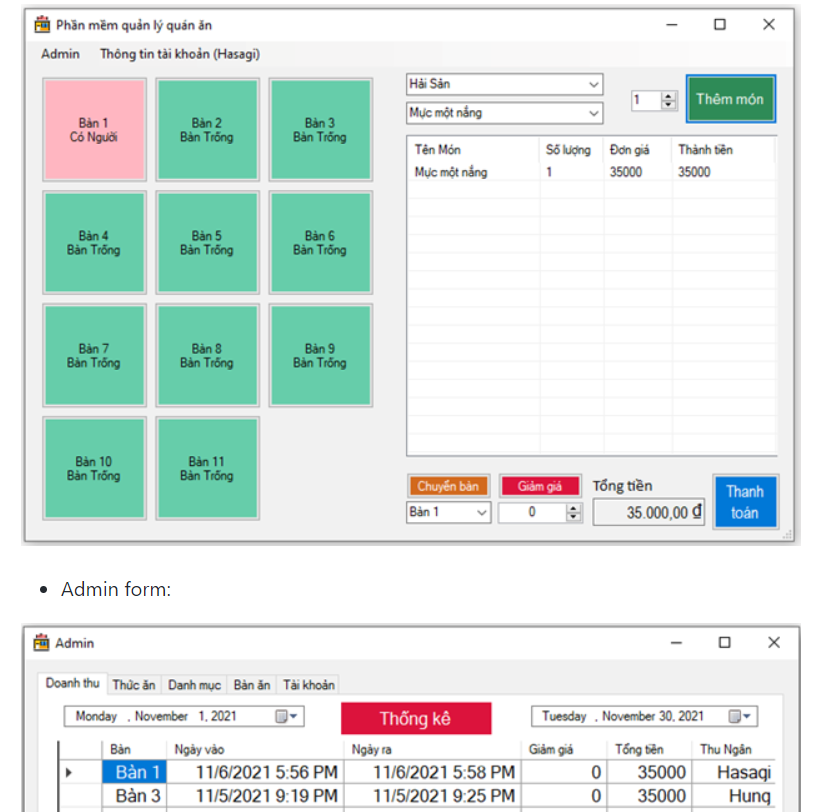 Phần mềm quản lý quán ăn
Admin Thông tin tài khoản (Hasagi)
Bàn 1
Có Người
Bàn 2
Bàn Trống
Bàn 3
Bàn Trống
Bàn 4
Bàn Trống
Bàn 5
Bàn Trống
Bàn 6
Bàn Trống
Bàn 7
Bàn Trống
Bàn 8
Bàn Trống
Bàn 9
Bàn Trống
Bàn 10
Bàn Trống
Bàn 11
Bàn Trống
Hải Sản
Mực một nắng
1
Thêm món
Tên Món Số lượng Đơn giá Thành tiền
Mực một nắng 1 35000 35000
Chuyển bàn Giảm giá Tổng tiền
Bàn 1 0 35.000,00 ₫
Thanh
toán
• Admin form:
Admin
Doanh thu Thức ăn Danh mục Bàn ăn Tài khoản
Monday , November 1, 2021 Thống kê Tuesday , November 30, 2021
Bàn Ngày vào Ngày ra Giảm giá Tổng tiền Thu Ngân
Bàn 1 11/6/2021 5:56 PM 11/6/2021 5:58 PM 0 35000 Hasagi
Bàn 3 11/5/2021 9:19 PM 11/5/2021 9:25 PM 0 35000 Hung